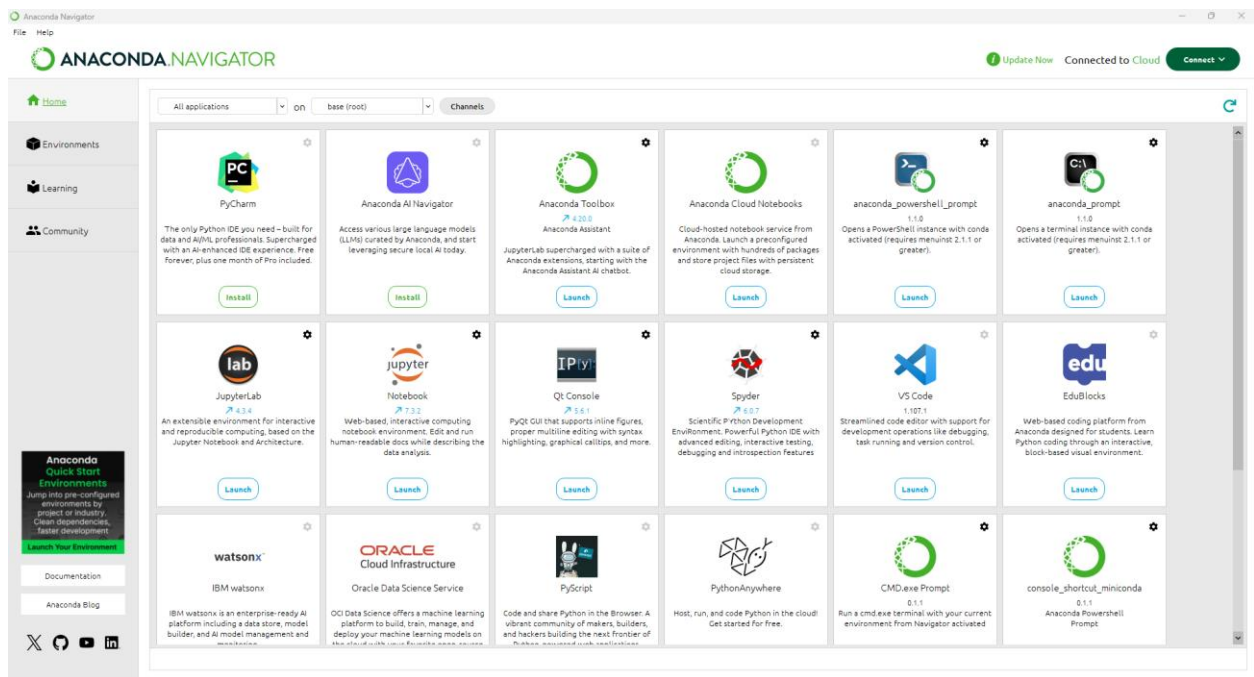 Anaconda Navigator
File Help
ANACONDA.NAVIGATOR
i Update Now Connected to Cloud Connect
Home
Environments
Learning
Community
All applications on base (root) Channels
PC
PyCharm
The only Python IDE you need – built for
data and AI/ML professionals. Supercharged
with an AI-enhanced IDE experience. Free
forever, plus one month of Pro included.
Install
Anaconda AI Navigator
Access various large language models
(LLMs) curated by Anaconda, and start
leveraging secure local AI today.
Install
Anaconda Toolbox
4.20.0
Anaconda Assistant
JupyterLab supercharged with a suite of
Anaconda extensions, starting with the
Anaconda Assistant AI chatbot.
Launch
Anaconda Cloud Notebooks
Cloud-hosted notebook service from
Anaconda. Launch a preconfigured
environment with hundreds of packages
and store project files with persistent
cloud storage.
Launch
>_
anaconda_powershell_prompt
1.1.0
Opens a PowerShell instance with conda
activated (requires menuinst 2.1.1 or
greater).
Launch
C:\
anaconda_prompt
1.1.0
Opens a terminal instance with conda
activated (requires menuinst 2.1.1 or
greater).
Launch
lab
JupyterLab
4.3.4
An extensible environment for interactive
and reproducible computing, based on the
Jupyter Notebook and Architecture.
Launch
jupyter
Notebook
7.3.2
Web-based, interactive computing
notebook environment. Edit and run
human-readable docs while describing the
data analysis.
Launch
IP[y]:
Qt Console
5.6.1
PyQt GUI that supports inline figures,
proper multiline editing with syntax
highlighting, graphical calltips, and more.
Launch
Spyder
6.0.7
Scientific Python Development
EnviRonment. Powerful Python IDE with
advanced editing, interactive testing,
debugging and introspection features
Launch
VS Code
1.107.1
Streamlined code editor with support for
development operations like debugging,
task running and version control.
Launch
edu
EduBlocks
Web-based coding platform from
Anaconda designed for students. Learn
Python coding through an interactive,
block-based visual environment.
Launch
watsonx
IBM watsonx
IBM watsonx is an enterprise-ready AI
platform including a data store, model
builder, and AI model management and
monitoring
ORACLE
Cloud Infrastructure
Oracle Data Science Service
OCI Data Science offers a machine learning
platform to build, train, manage, and
deploy your machine learning models on
the cloud with your favorite open-source
PyScript
Code and share Python in the Browser. A
vibrant community of makers, builders,
and hackers building the next frontier of
Python-powered web applications
PythonAnywhere
Host, run, and code Python in the cloud!
Get started for free.
CMD.exe Prompt
0.1.1
Run a cmd.exe terminal with your current
environment from Navigator activated
console_shortcut_miniconda
0.1.1
Anaconda Powershell
Prompt
Anaconda
Quick Start
Environments
Jump into pre-configured
environments by
project or industry.
Clean dependencies,
faster development
Launch Your Environment
Documentation
Anaconda Blog